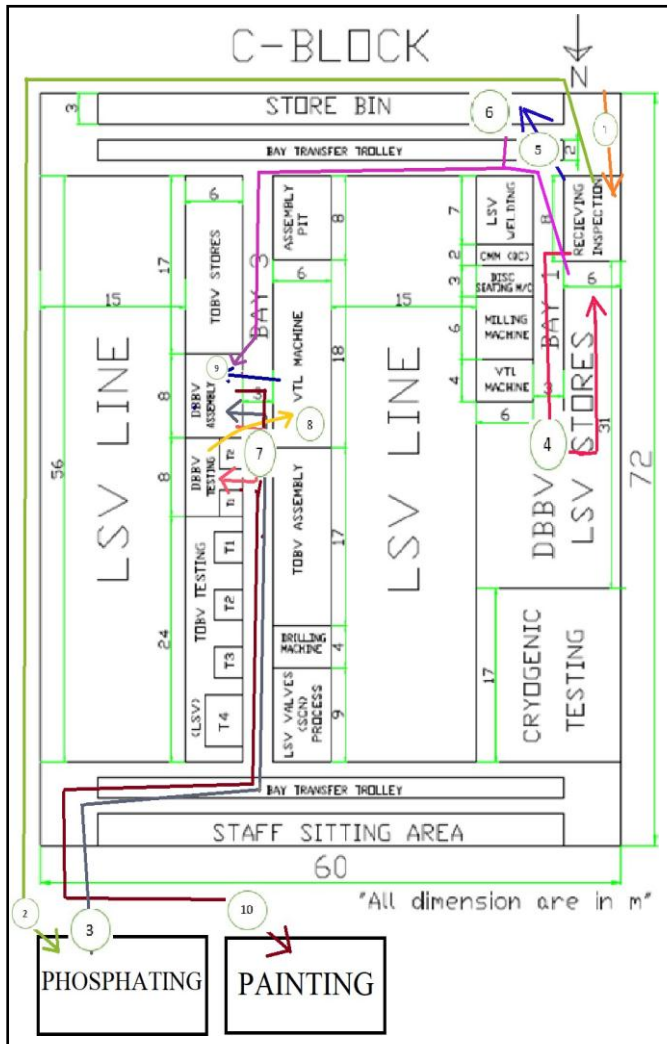 C-BLOCK
N
3
STORE BIN
6
1
BAY TRANSFER TROLLEY
5
2
6
TOBV STORES
17
ASSEMBLY
PIT
8
BAY 3
6
7
LSV
WELDING
8
RECIEVING
INSPECTION
2
CMM (QC)
3
DISC
SEATING M/C
6
15
LSV LINE
VTL MACHINE
18
15
LSV LINE
6
MILLING
MACHINE
BAY 1
4
VTL
MACHINE
3
6
9
8
DBBV
ASSEMBLY
3
8
7
4
DBBV STORES
LSV STORES
31
72
56
8
DBBV
TESTING
T2
T1
TOBV ASSEMBLY
17
24
TOBV TESTING
(LSV)
T1
T2
T3
T4
DRILLING
MACHINE
4
LSV VALVES
(SGN)
PROCESS
9
17
CRYOGENIC
TESTING
BAY TRANSFER TROLLEY
STAFF SITTING AREA
60
"All dimension are in m"
2
3
10
PHOSPHATING
PAINTING